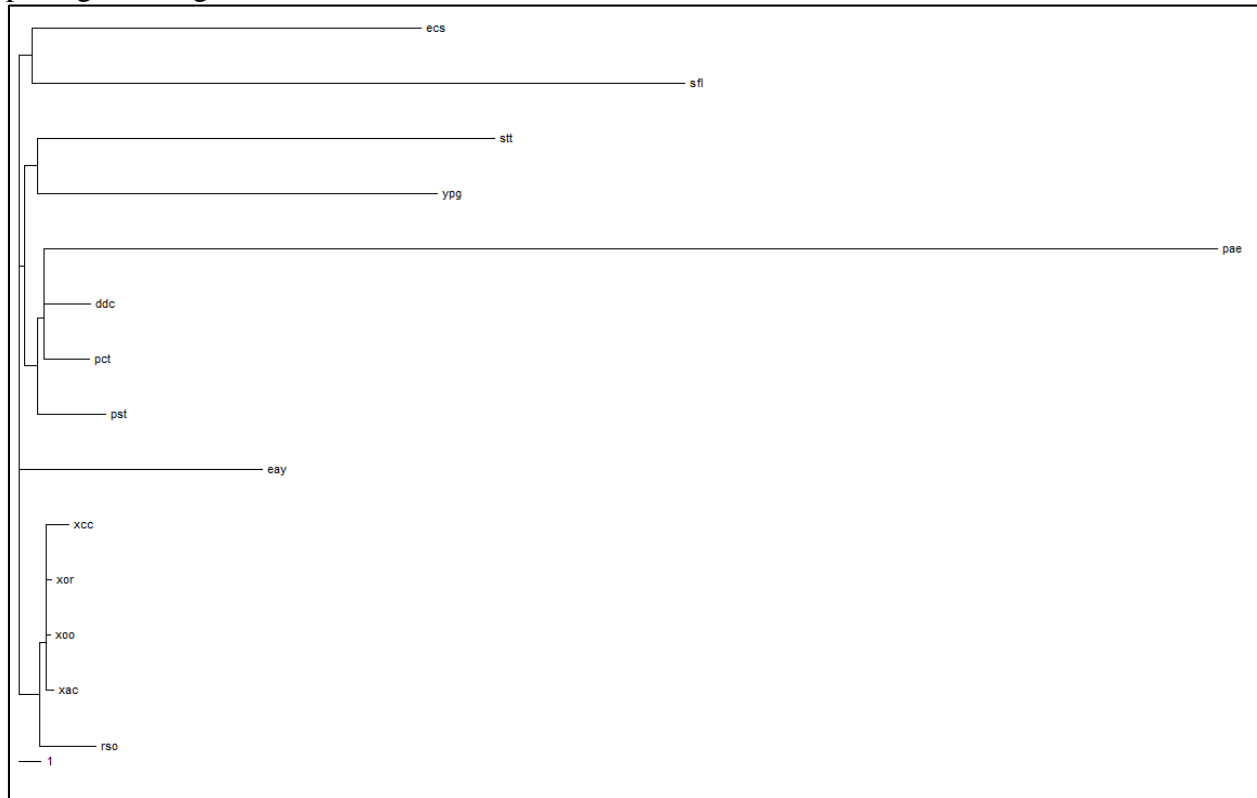 ecs
sfl
stt
ypg
pae
ddc
pct
pst
eay
xcc
xor
xoo
xac
rso
1